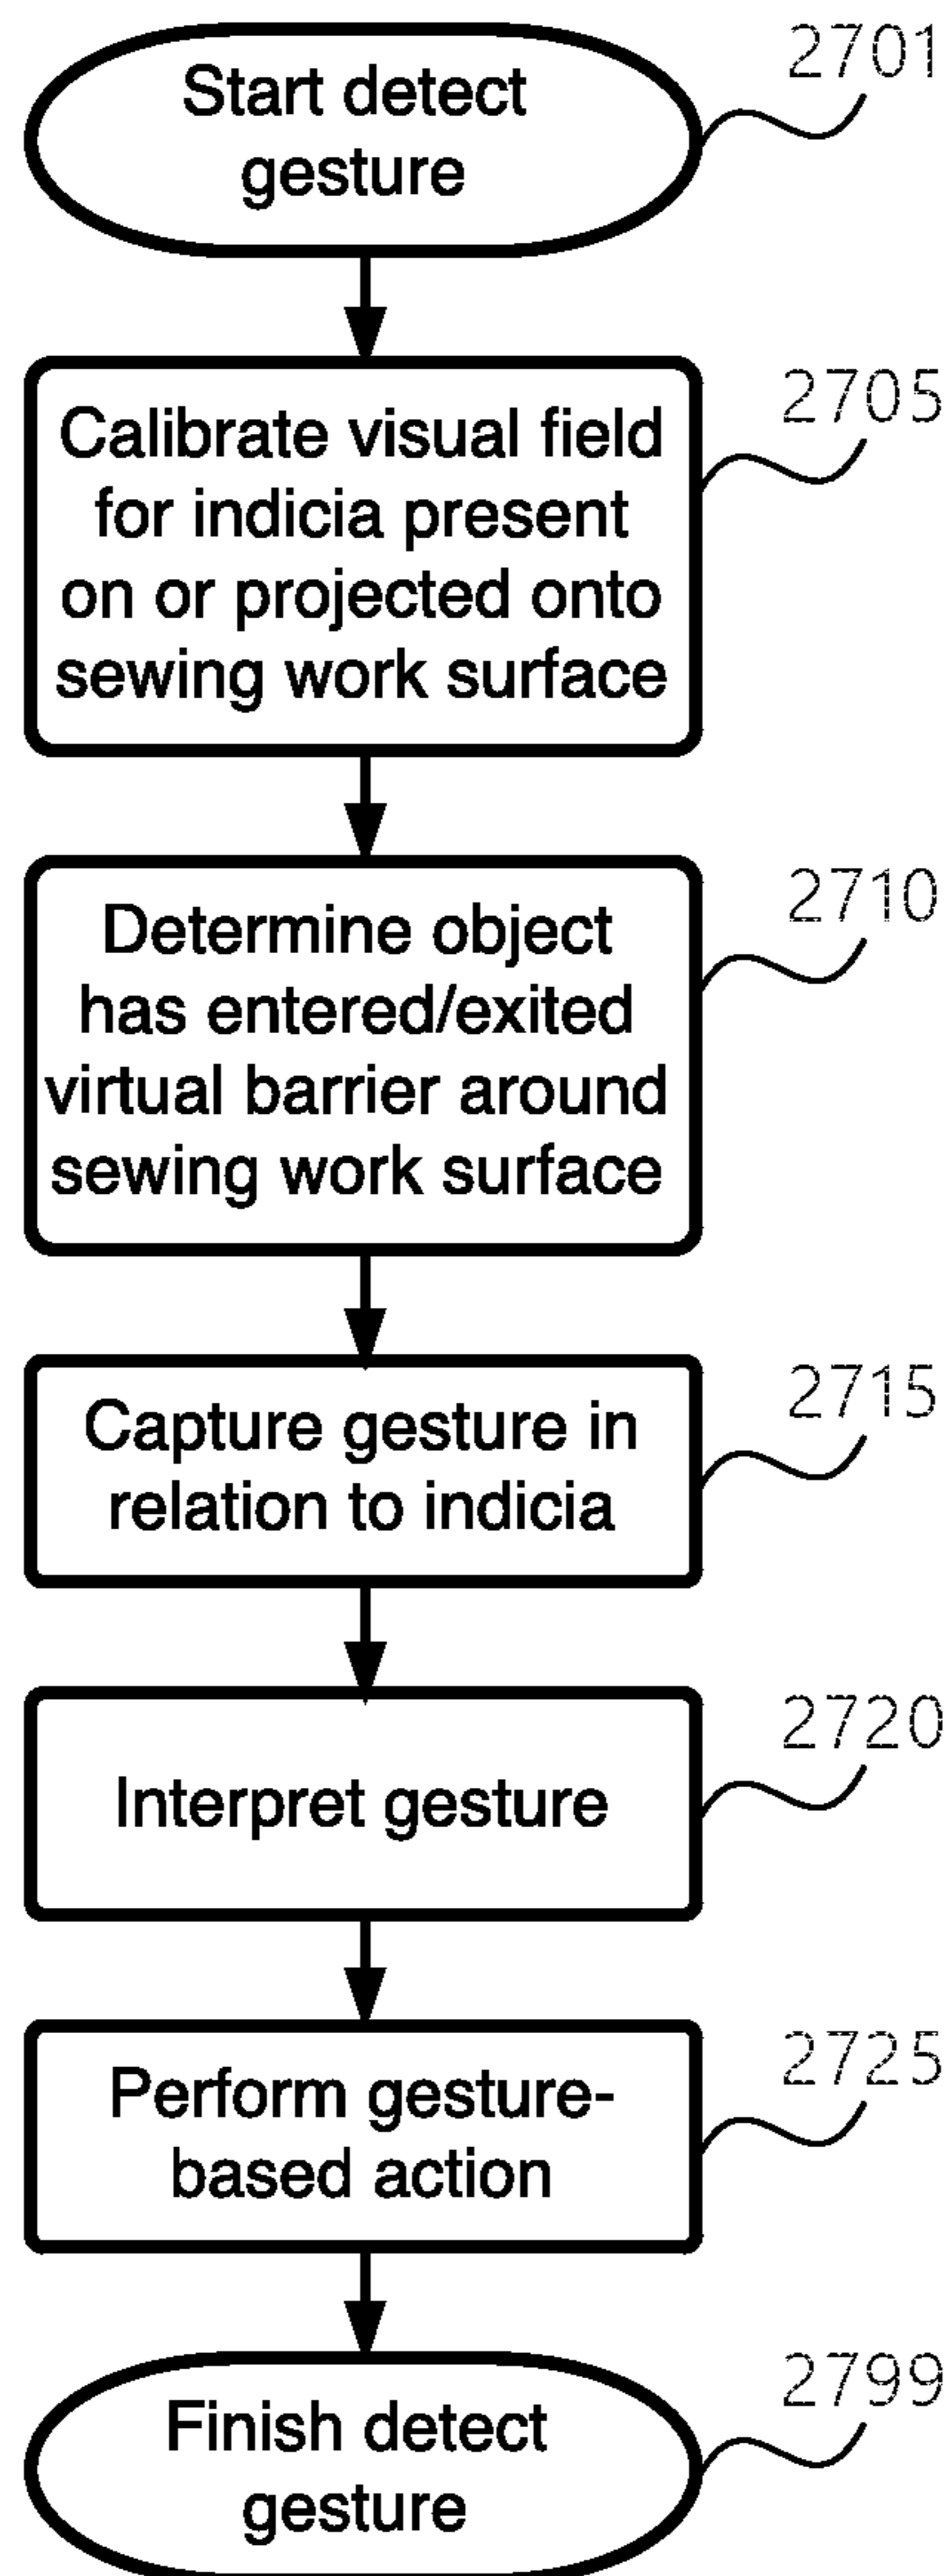 Start detect
gesture
2701
Calibrate visual field
for indicia present
on or projected onto
sewing work surface
2705
Determine object
has entered/exited
virtual barrier around
sewing work surface
2710
Capture gesture in
relation to indicia
2715
Interpret gesture
2720
Perform gesture-
based action
2725
Finish detect
gesture
2799